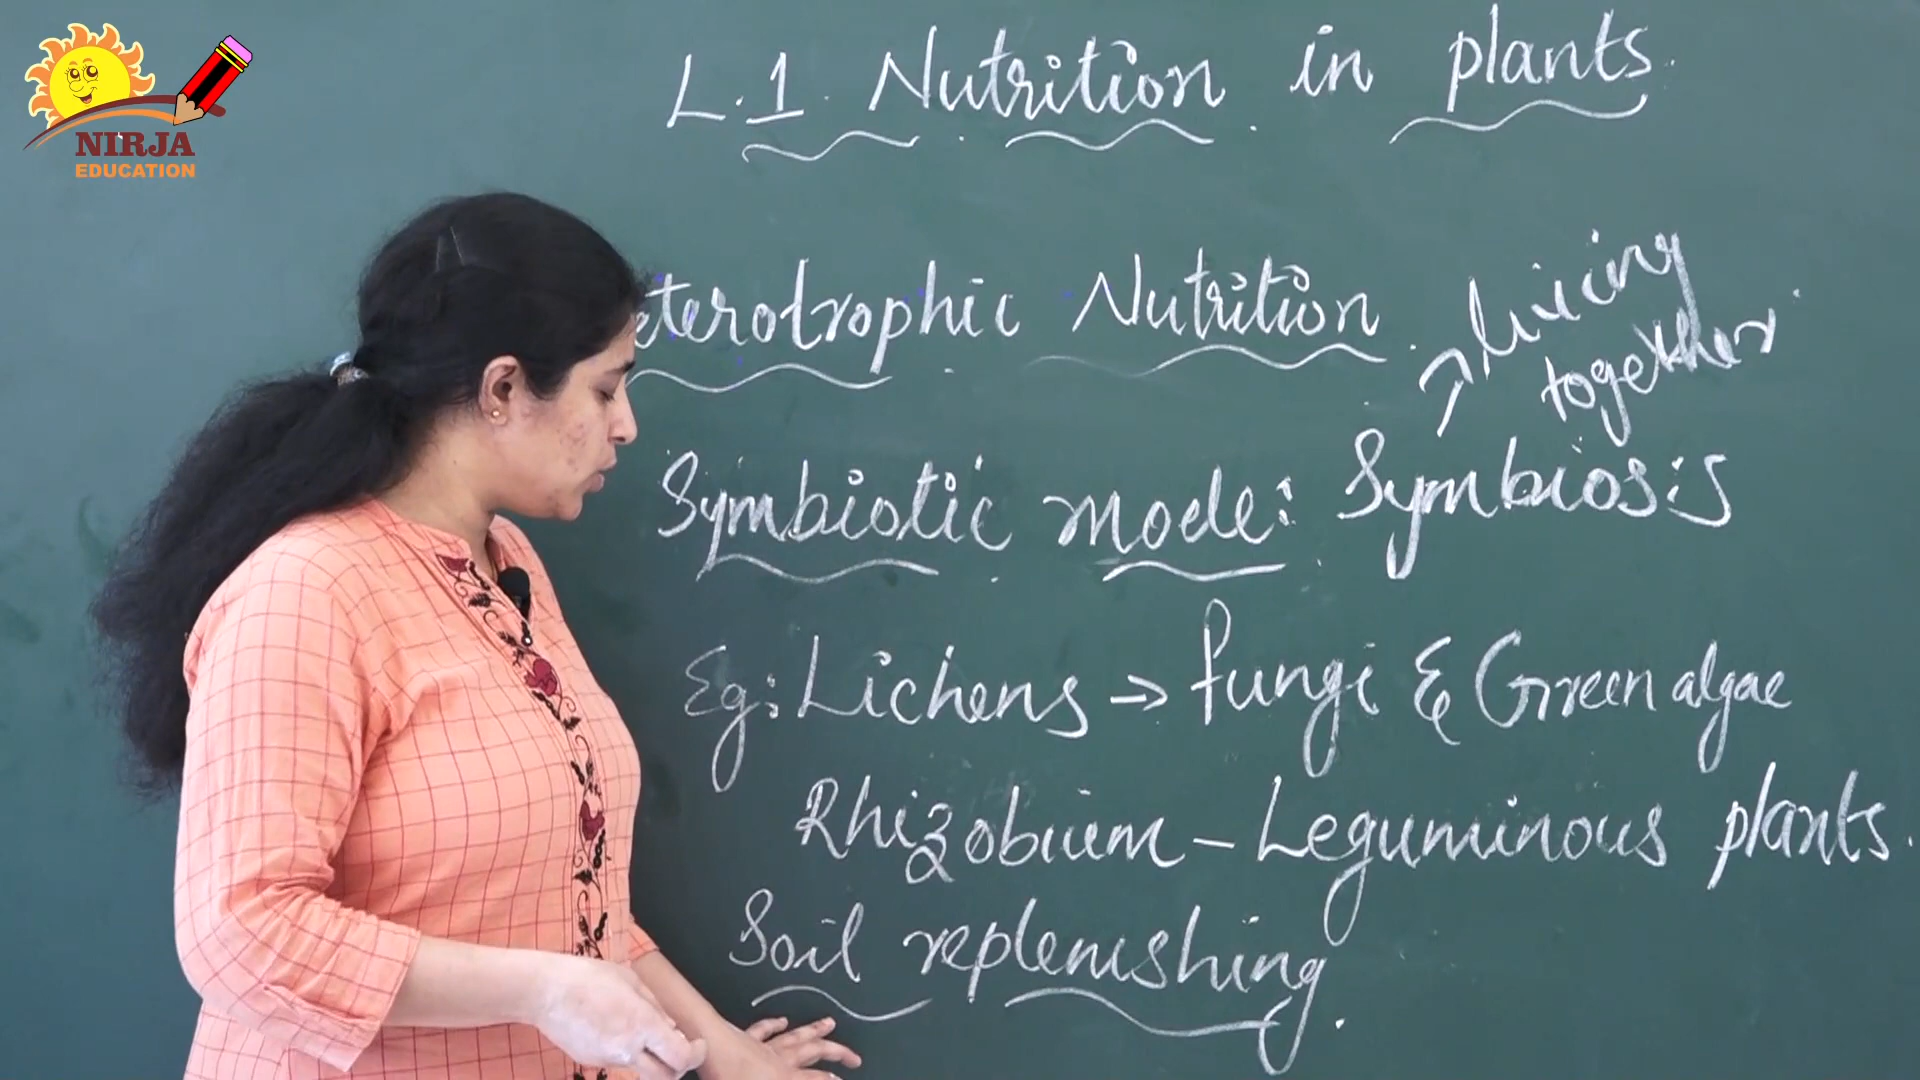 NIRJA
EDUCATION
L.1. Nutrition in plants.
eterotrophic Nutrition.
living
together
Symbiotic mode: Symbiosis
Eg: Lichens → fungi & Green algae
Rhizobium - Leguminous plants.
Soil replenishing.